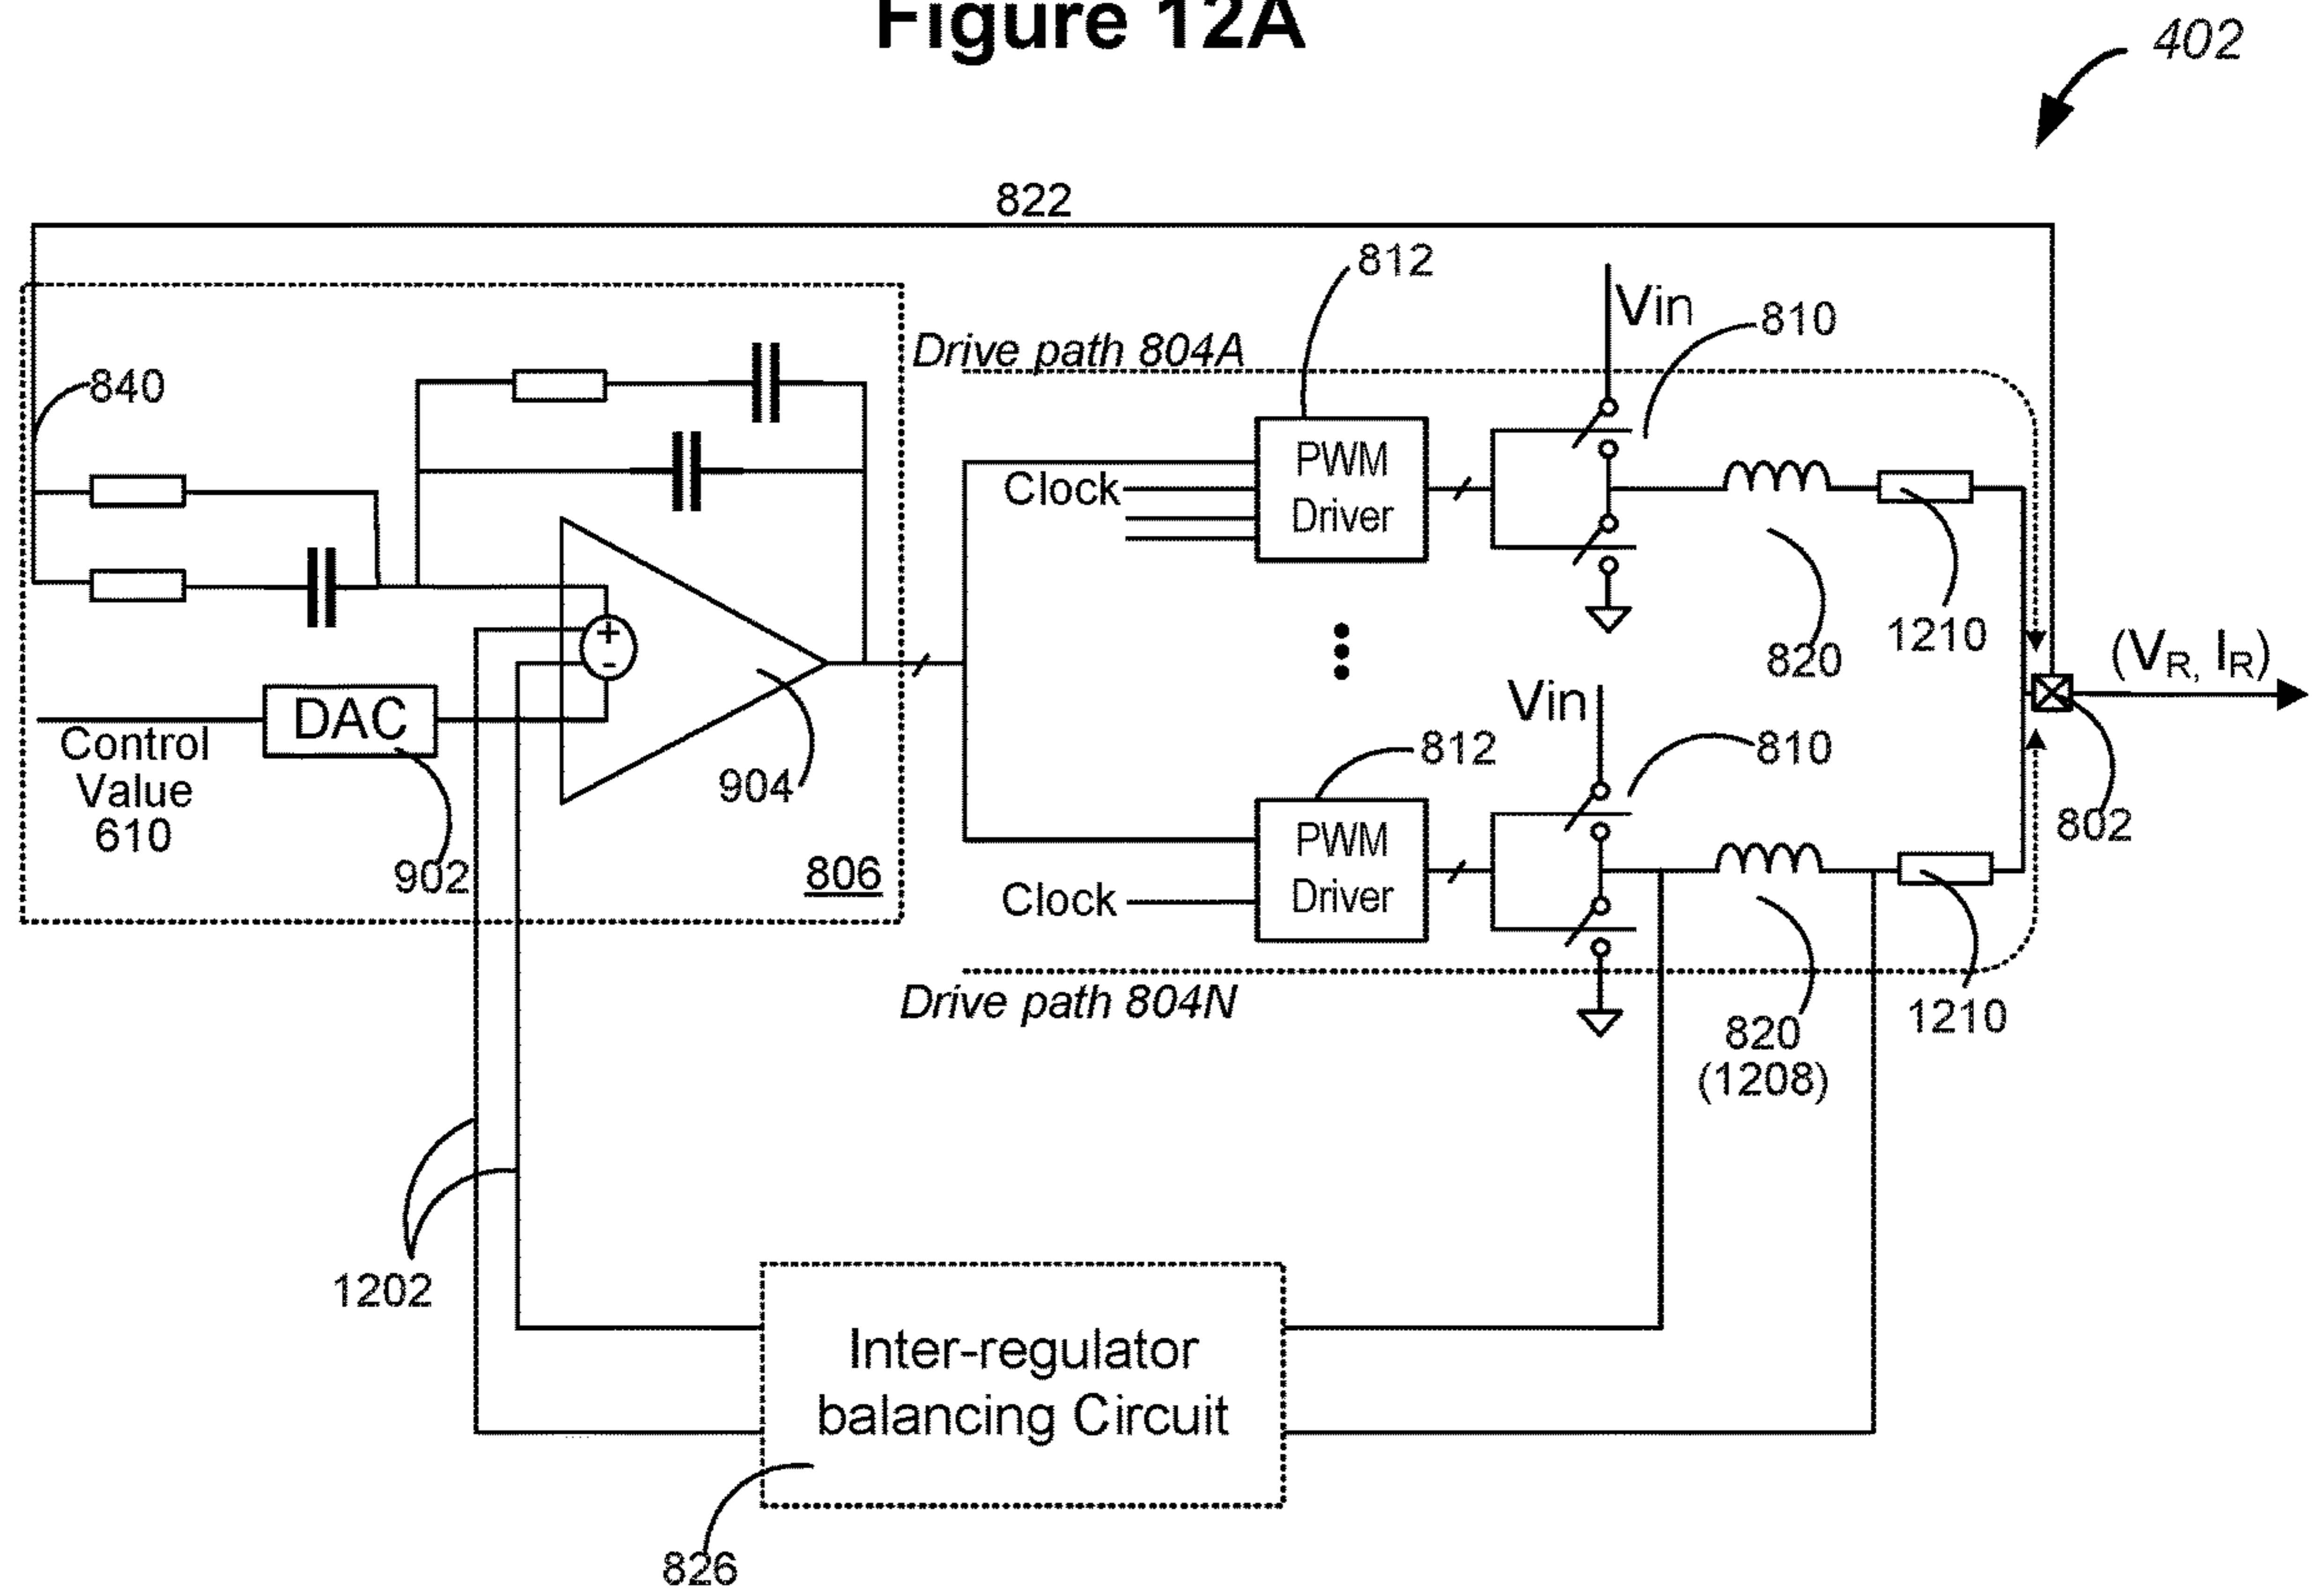 Figure 12A
402
822
812
Vin
810
Drive path 804A
840
PWM
Driver
Clock
820
1210
(VR, IR)
+
-
DAC
Control
Value
610
902
904
806
Vin
812
810
802
PWM
Driver
Clock
Drive path 804N
820
(1208)
1210
1202
Inter-regulator
balancing Circuit
826